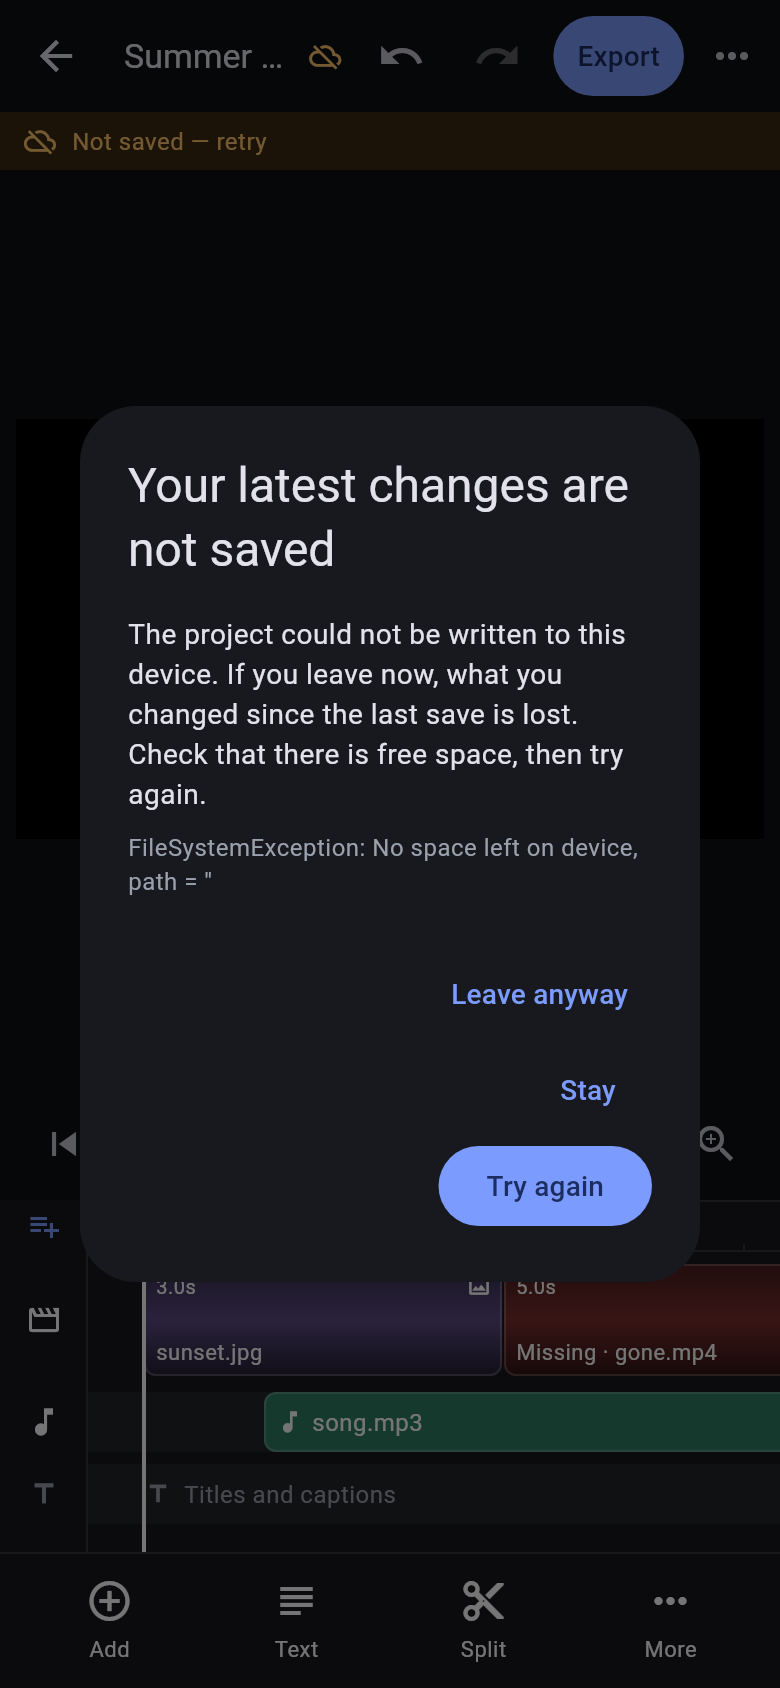 Summer ...
Export
Not saved — retry
Your latest changes are
not saved
The project could not be written to this
device. If you leave now, what you
changed since the last save is lost.
Check that there is free space, then try
again.
FileSystemException: No space left on device,
path = ''
Leave anyway
Stay
Try again
3.0s
5.0s
sunset.jpg
Missing · gone.mp4
song.mp3
Titles and captions
Add
Text
Split
More